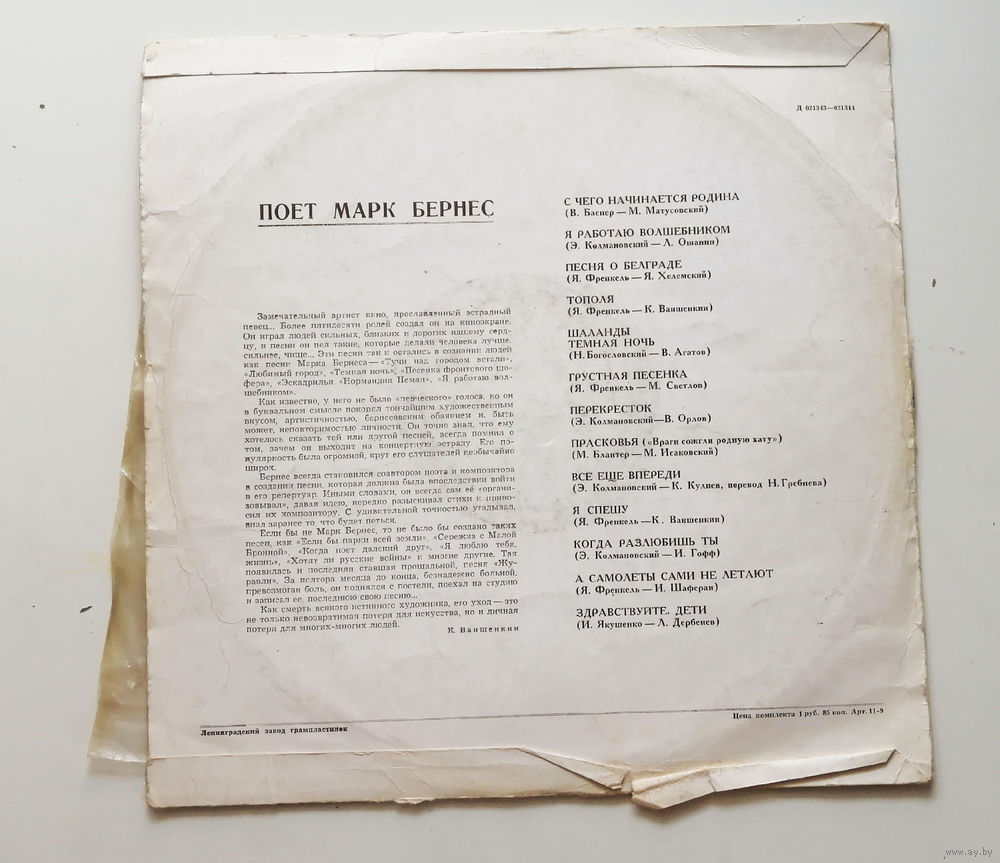 Д 021343—021344
ПОЕТ МАРК БЕРНЕС
Замечательный артист кино, прославленный эстрадный
певец... Более пятидесяти ролей создал он на киноэкране.
Он играл людей сильных, близких и дорогих нашему серд-
цу, и песни он пел такие, которые делали человека лучше,
сильнее, чище... Эти песни так и остались в сознании людей
как песни Марка Бернеса — «Тучи над городом встали»,
«Любимый город», «Темная ночь», «Песенка фронтового шо-
фера», «Эскадрилья «Нормандия Неман», «Я работаю вол-
шебником».
Как известно, у него не было «певческого» голоса, но он
в буквальном смысле покорял тончайшим художественным
вкусом, артистичностью, бернесовским обаянием и, быть
может, неповторимостью личности. Он точно знал, что ему
хотелось сказать той или другой песней, всегда помнил о
том, зачем он выходит на концертную эстраду. Его по-
пулярность была огромной, круг его слушателей необычайно
широк.
Бернес всегда становился соавтором поэта и композитора
в создании песни, которая должна была впоследствии войти
в его репертуар. Иными словами, он всегда сам её «органи-
зовывал», давая идею, нередко разыскивал стихи и прино-
сил их композитору. С удивительной точностью угадывал,
знал заранее то, что будет петься.
Если бы не Марк Бернес, то не было бы создано таких
песен, как «Если бы парни всей земли», «Сережка с Малой
Бронной», «Когда поет далекий друг», «Я люблю тебя,
жизнь», «Хотят ли русские войны» и многие другие. Так
появилась и последняя ставшая прощальной, песня «Жу-
равли». За полтора месяца до конца, безнадежно больной,
превозмогая боль, он поднялся с постели, поехал на студию
и записал ее, последнюю свою песню...
Как смерть всякого истинного художника, его уход — это
не только невозвратимая потеря для искусства, но и личная
потеря для многих-многих людей.
К. Ваншенкин
С ЧЕГО НАЧИНАЕТСЯ РОДИНА
(В. Баснер — М. Матусовский)
Я РАБОТАЮ ВОЛШЕБНИКОМ
(Э. Колмановский — Л. Ошанин)
ПЕСНЯ О БЕЛГРАДЕ
(Я. Френкель — Я. Хелемский)
ТОПОЛЯ
(Я. Френкель — К. Ваншенкин)
ШАЛАНДЫ
ТЕМНАЯ НОЧЬ
(Н. Богословский — В. Агатов)
ГРУСТНАЯ ПЕСЕНКА
(Я. Френкель — М. Светлов)
ПЕРЕКРЕСТОК
(Э. Колмановский — В. Орлов)
ПРАСКОВЬЯ («Враги сожгли родную хату»)
(М. Блантер — М. Исаковский)
ВСЕ ЕЩЕ ВПЕРЕДИ
(Э. Колмановский — К. Кулиев, перевод Н. Гребнева)
Я СПЕШУ
(Я. Френкель — К. Ваншенкин)
КОГДА РАЗЛЮБИШЬ ТЫ
(Э. Колмановский — И. Гофф)
А САМОЛЕТЫ САМИ НЕ ЛЕТАЮТ
(Я. Френкель — И. Шаферан)
ЗДРАВСТВУЙТЕ, ДЕТИ
(И. Якушенко — Л. Дербенев)
Ленинградский завод грампластинок
Цена комплекта 1 руб. 85 коп. Арт. 11-9
www.ay.by